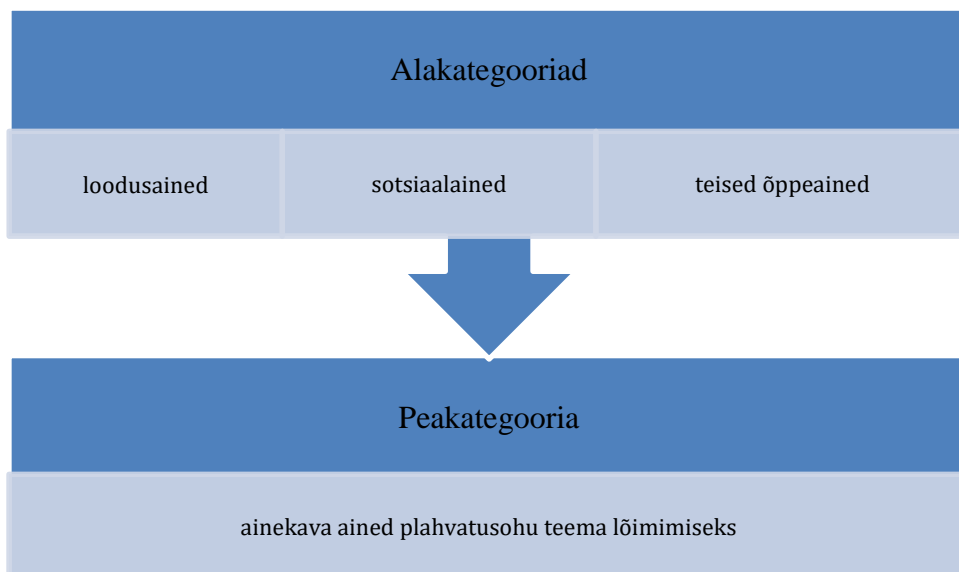 Alakategooriad
loodusained sotsiaalained teised õppeained
Peakategooria
ainekava ained plahvatusohu teema lõimimiseks